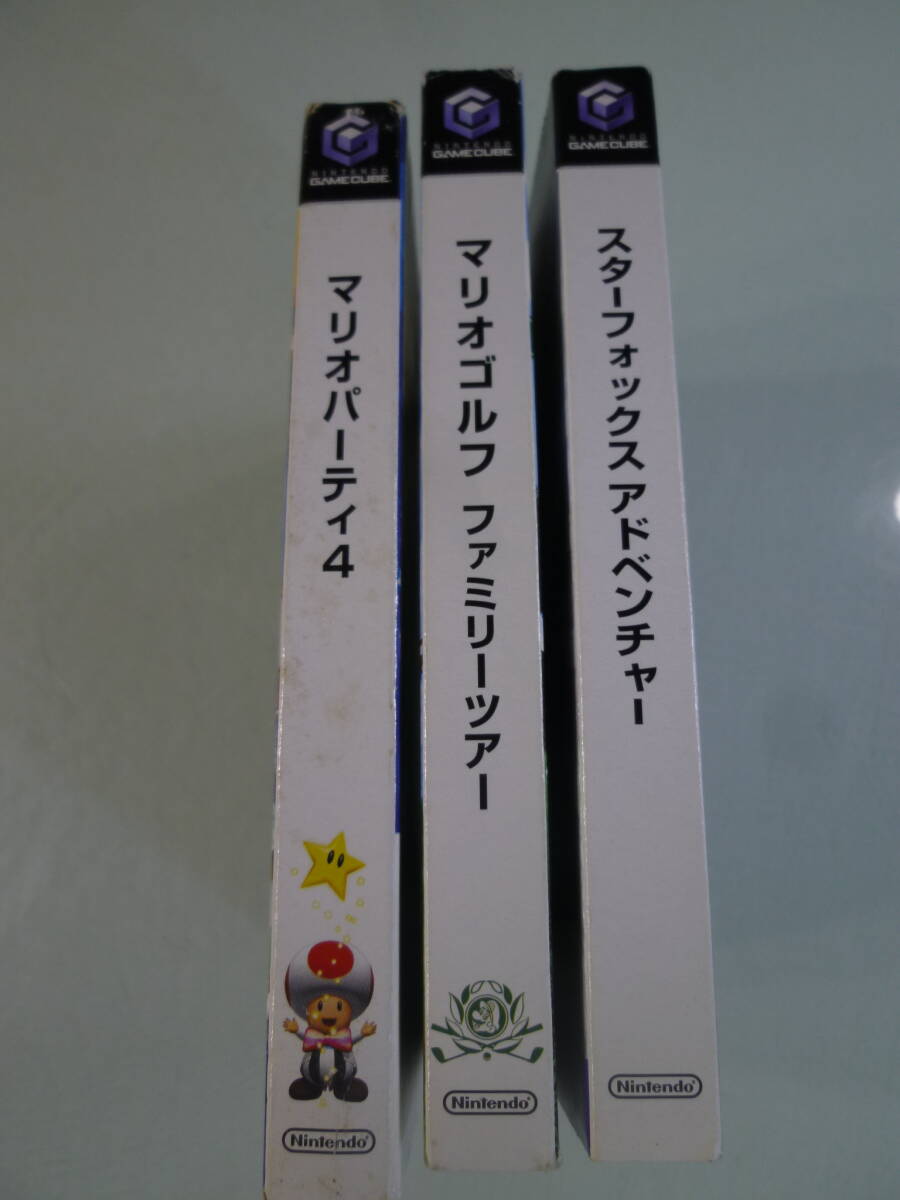 NINTENDO
GAMECUBE
マリオパーティ4
Nintendo
NINTENDO
GAMECUBE
マリオゴルフ ファミリーツアー
Nintendo
NINTENDO
GAMECUBE
スターフォックス アドベンチャー
Nintendo